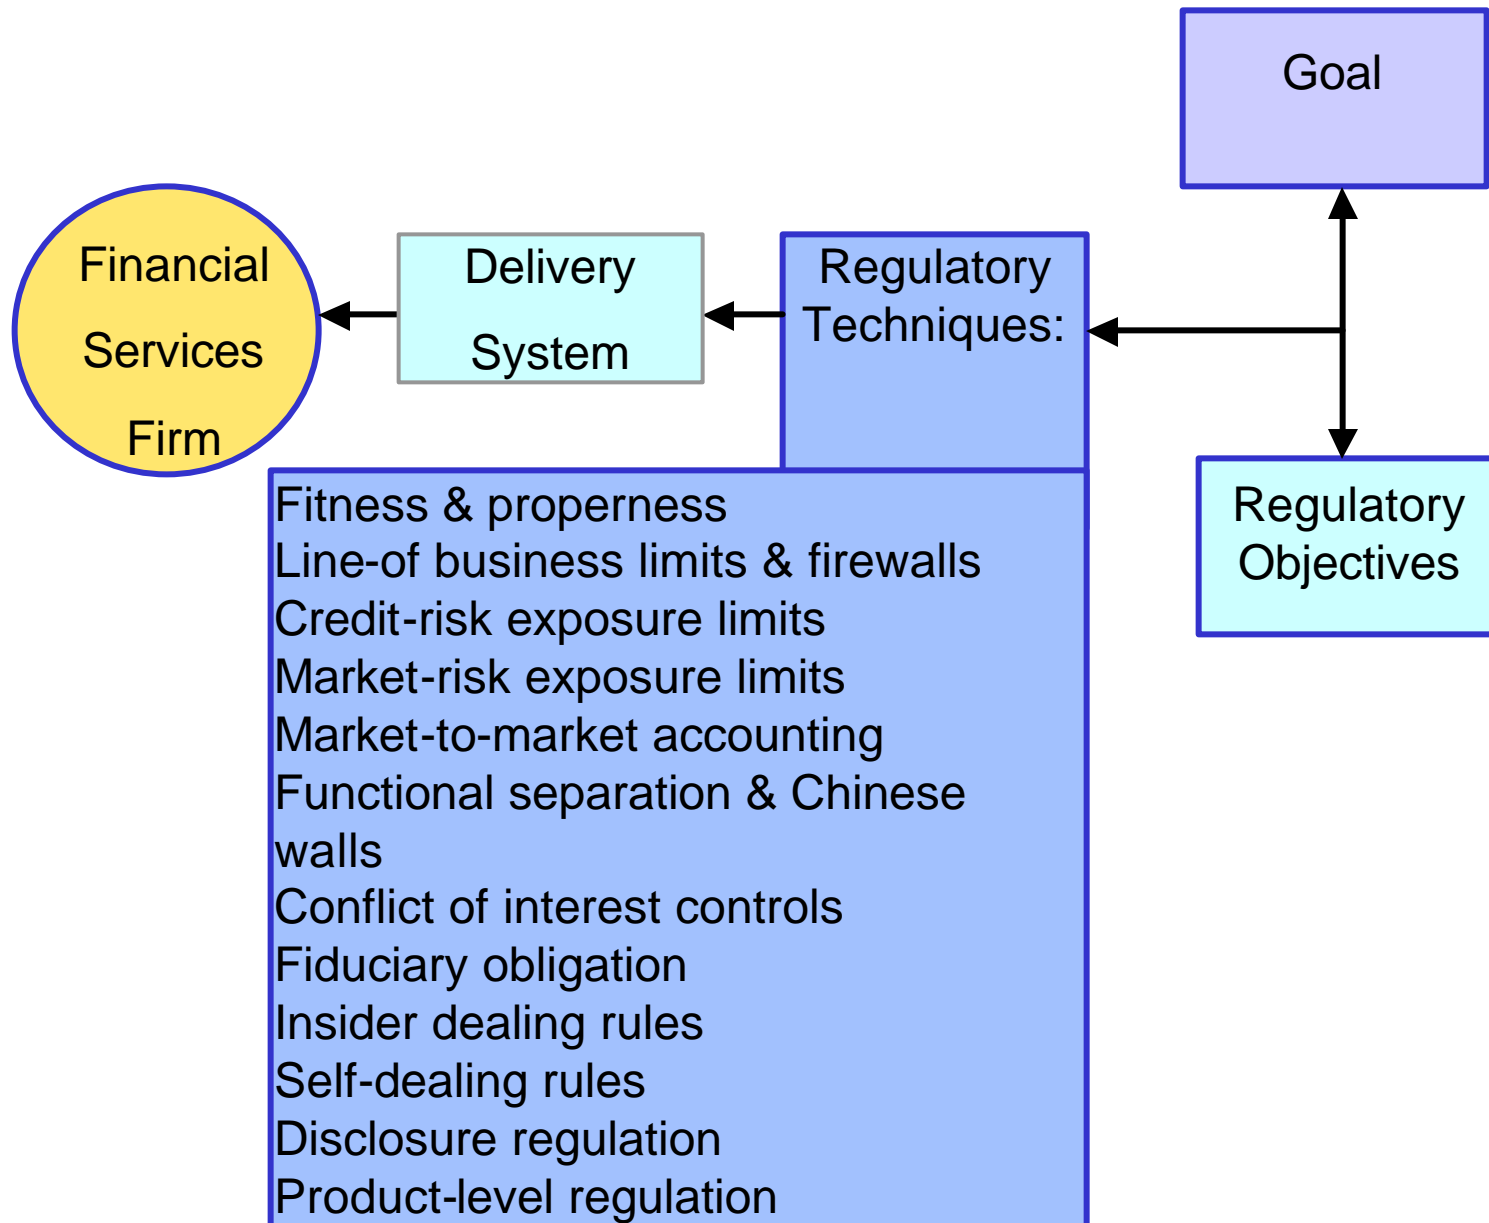 Goal
Financial
Services
Firm
Delivery
System
Regulatory
Techniques:
Regulatory
Objectives
Fitness & properness
Line-of business limits & firewalls
Credit-risk exposure limits
Market-risk exposure limits
Market-to-market accounting
Functional separation & Chinese
walls
Conflict of interest controls
Fiduciary obligation
Insider dealing rules
Self-dealing rules
Disclosure regulation
Product-level regulation